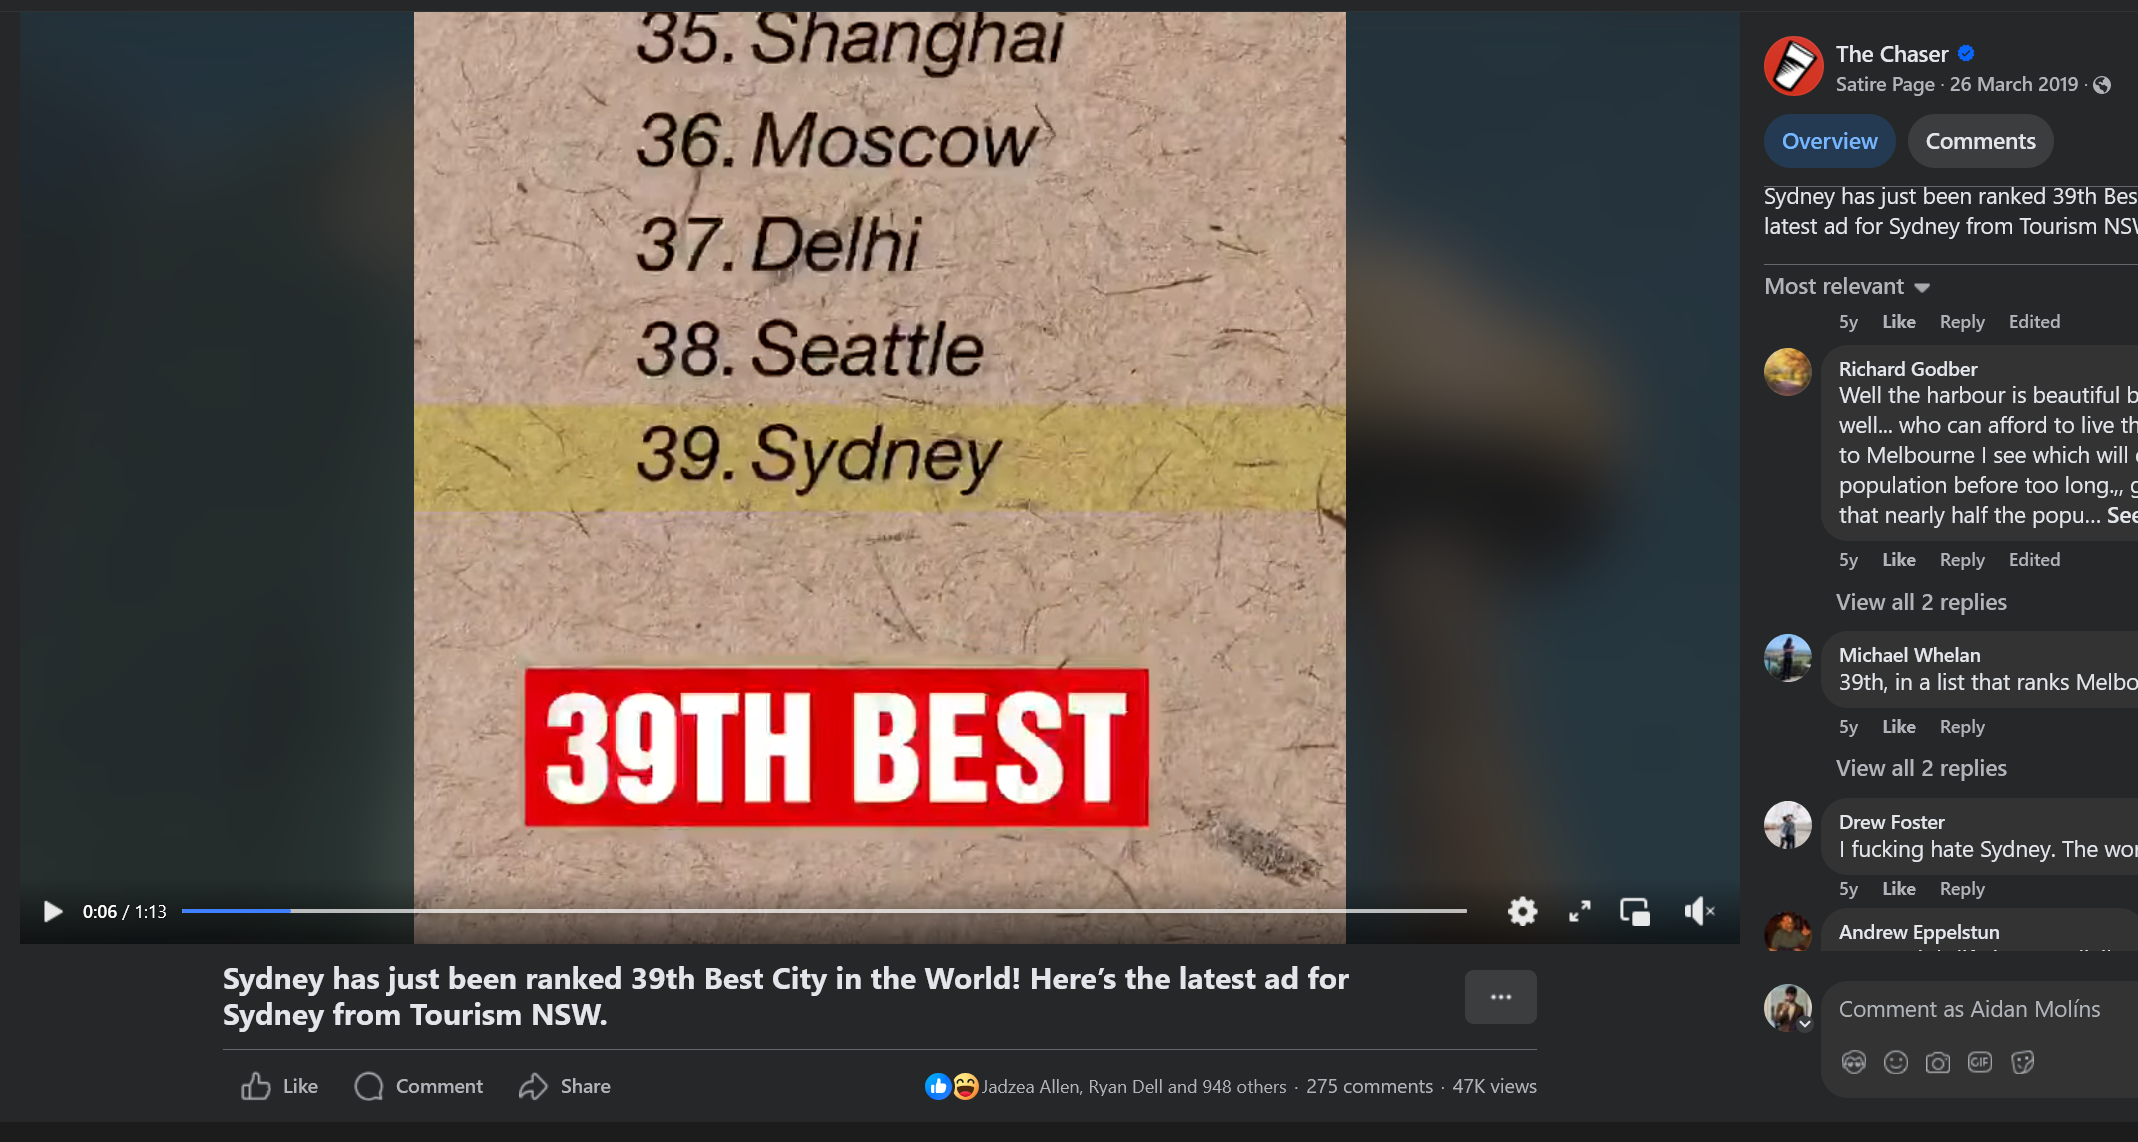 35. Shanghai
36. Moscow
37. Delhi
38. Seattle
39. Sydney
39TH BEST
0:06 / 1:13
Sydney has just been ranked 39th Best City in the World! Here’s the latest ad for
Sydney from Tourism NSW.
...
Like Comment Share
Jadzea Allen, Ryan Dell and 948 others · 275 comments · 47K views
The Chaser
Satire Page · 26 March 2019 ·
Overview Comments
Sydney has just been ranked 39th Bes
latest ad for Sydney from Tourism NSW
Most relevant
5y Like Reply Edited
Richard Godber
Well the harbour is beautiful b
well... who can afford to live th
to Melbourne I see which will
population before too long.,, g
that nearly half the popu... See
5y Like Reply Edited
View all 2 replies
Michael Whelan
39th, in a list that ranks Melbo
5y Like Reply
View all 2 replies
Drew Foster
I fucking hate Sydney. The wor
5y Like Reply
Andrew Eppelstun
Comment as Aidan Molíns
GIF